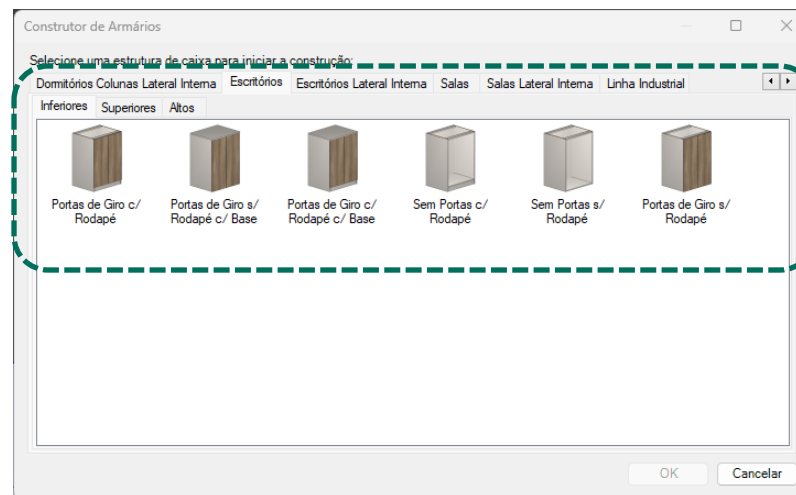 Construtor de Armários
Selecione uma estrutura de caixa para iniciar a construção:
Dormitórios Colunas Lateral Interna Escritórios Escritórios Lateral Interna Salas Salas Lateral Interna Linha Industrial
Inferiores Superiores Altos
Portas de Giro c/ Rodapé
Portas de Giro s/ Rodapé c/ Base
Portas de Giro c/ Rodapé c/ Base
Sem Portas c/ Rodapé
Sem Portas s/ Rodapé
Portas de Giro s/ Rodapé
OK Cancelar